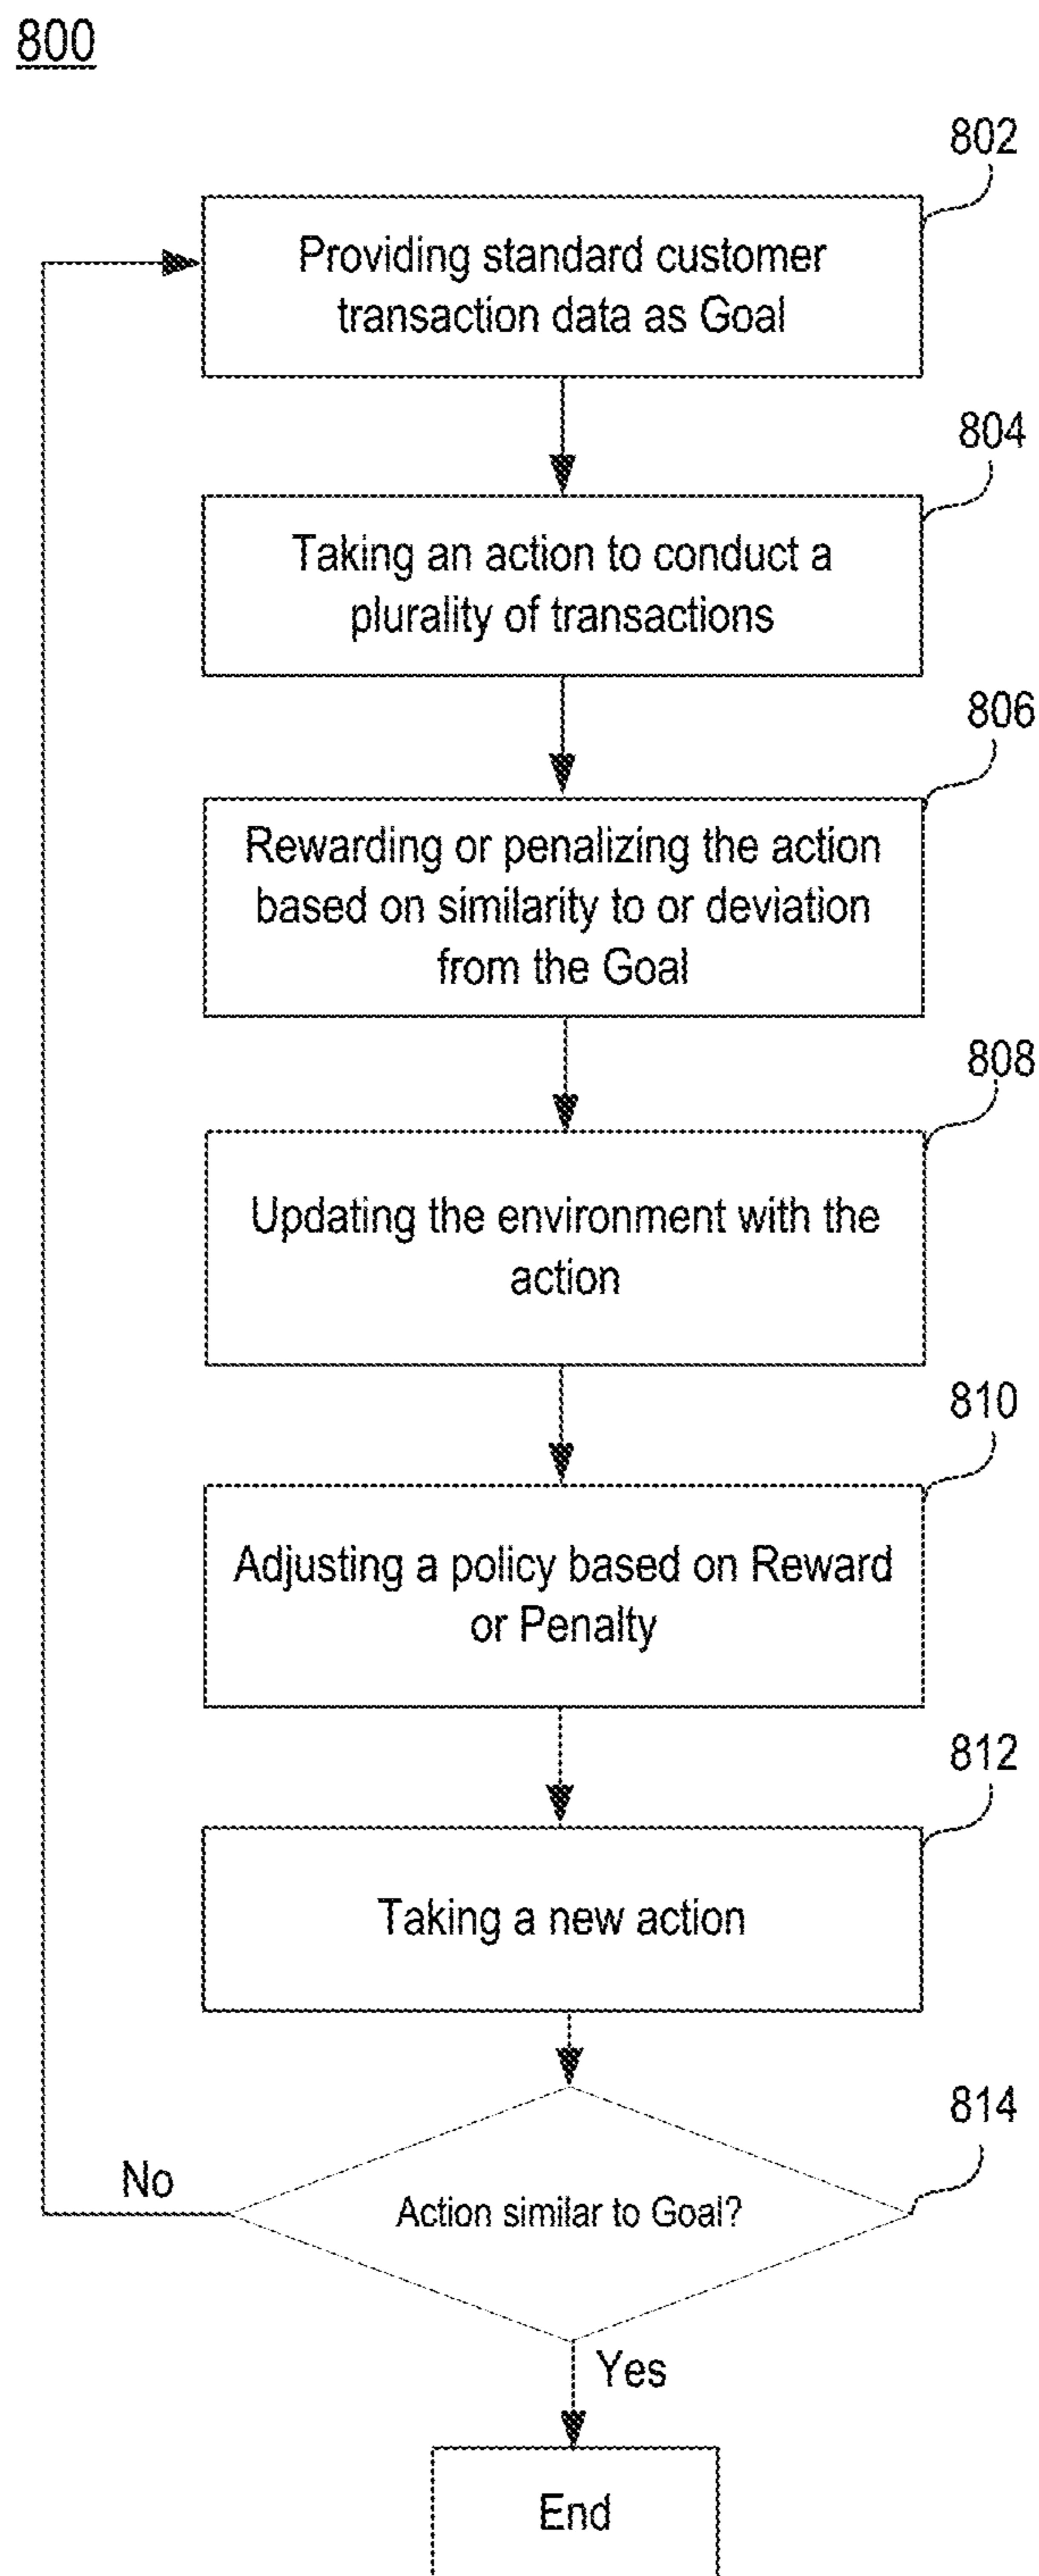 800
802
Providing standard customer
transaction data as Goal
804
Taking an action to conduct a
plurality of transactions
806
Rewarding or penalizing the action
based on similarity to or deviation
from the Goal
808
Updating the environment with the
action
810
Adjusting a policy based on Reward
or Penalty
812
Taking a new action
814
No
Action similar to Goal?
Yes
End